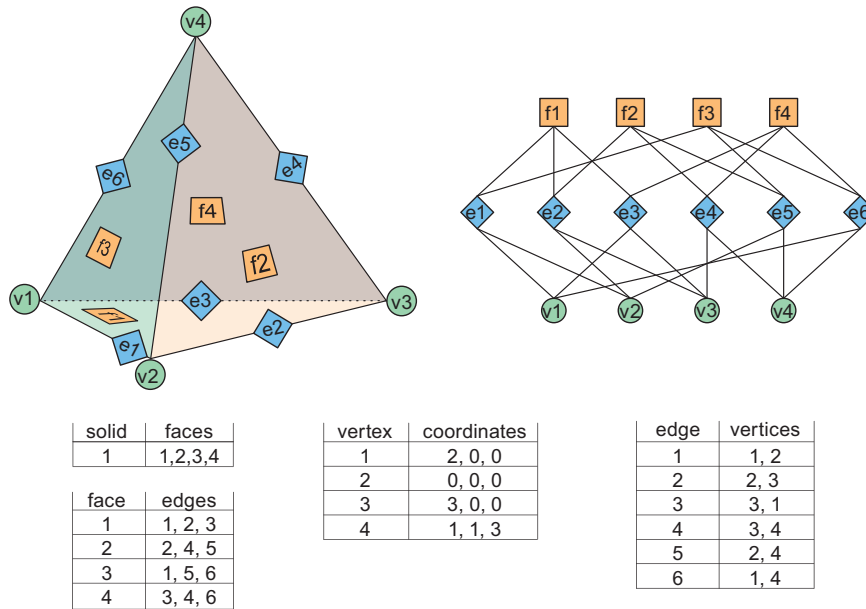 v4
e5
e6
e4
f4
f3
f2
v1
e3
v3
f1
e2
e1
v2
f1 f2 f3 f4
e1 e2 e3 e4 e5 e6
v1 v2 v3 v4
solid faces
1 1,2,3,4
face edges
1 1, 2, 3
2 2, 4, 5
3 1, 5, 6
4 3, 4, 6
vertex coordinates
1 2, 0, 0
2 0, 0, 0
3 3, 0, 0
4 1, 1, 3
edge vertices
1 1, 2
2 2, 3
3 3, 1
4 3, 4
5 2, 4
6 1, 4